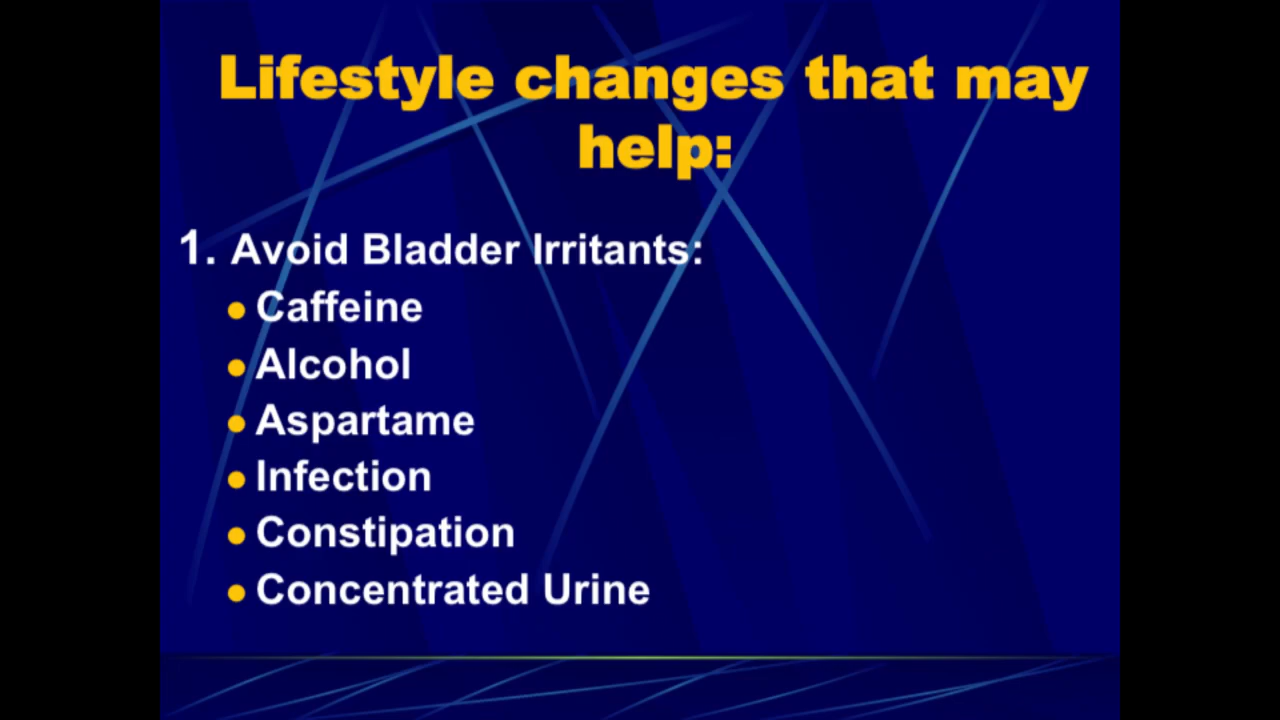 Lifestyle changes that may
help:
1. Avoid Bladder Irritants:
● Caffeine
● Alcohol
● Aspartame
● Infection
● Constipation
● Concentrated Urine